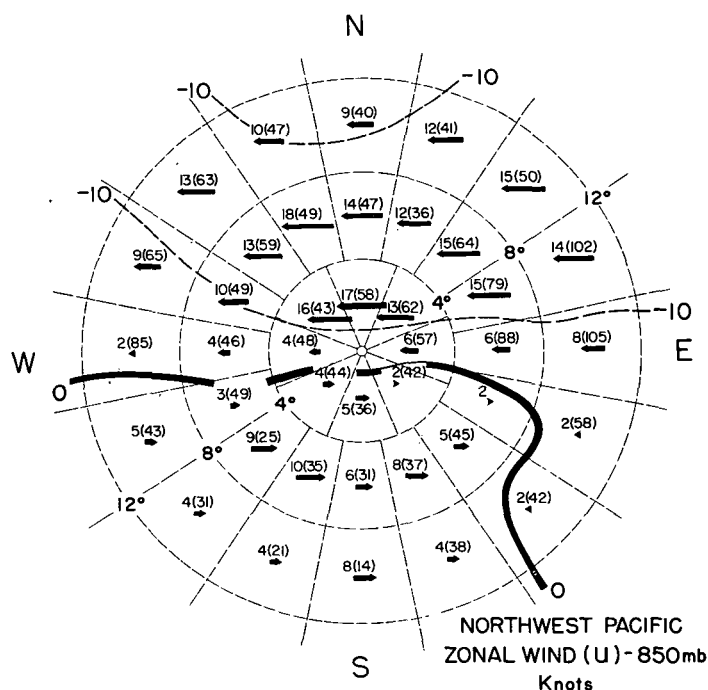 N
-10 -10
9(40)
10(47) 12(41)
13(63) 15(50)
12°
-10 14(47)
18(49) 12(36)
13(59) 15(64) 8°
9(65) 14(102)
10(49) 17(58) 4° 15(79)
16(43) 13(62)
-10
W 2(85) 4(46) 4(48) 6(57) 6(88) 8(105) E
0 4(44) 2(42)
3(49) 4° 5(36) 2
5(43) 9(25) 5(45) 2(58)
8°
12° 10(35) 6(31) 8(37)
4(31) 2(42)
4(21) 8(14) 4(38)
0
NORTHWEST PACIFIC
S ZONAL WIND (U)-850mb
Knots